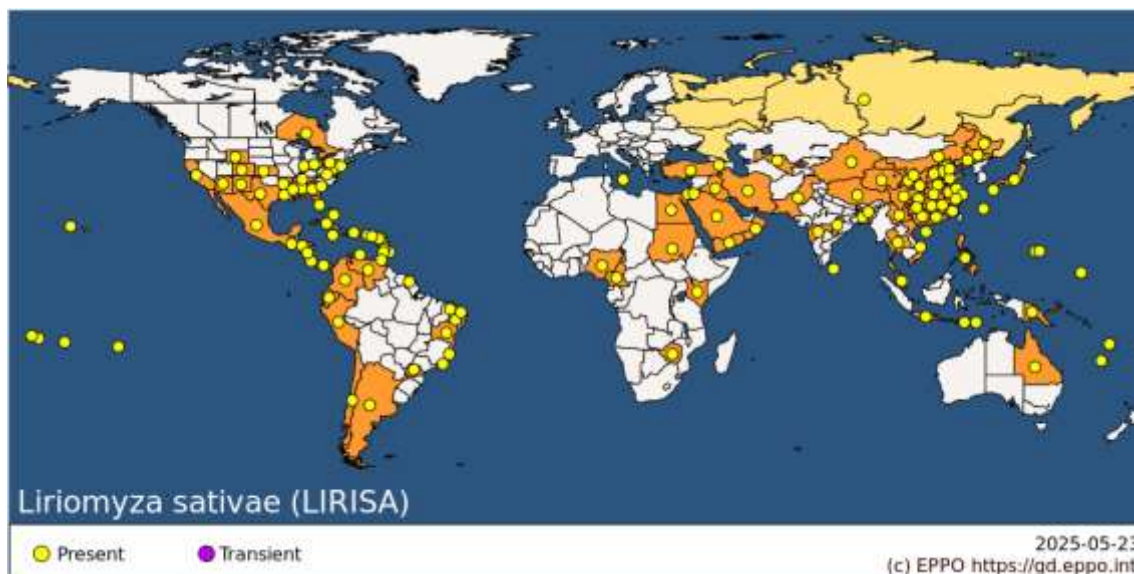 Liriomyza sativae (LIRISA)
Present
Transient
2025-05-23
(c) EPPO https://gd.eppo.int